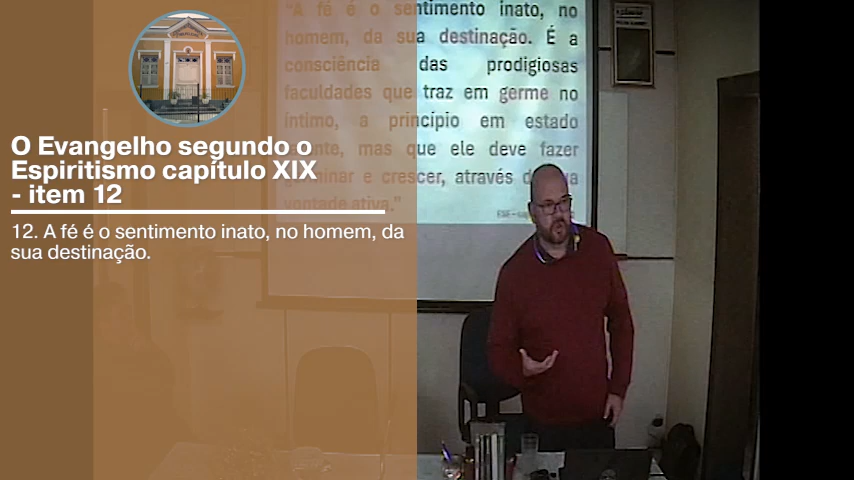 "A fé é o sentimento inato, no
homem, da sua destinação. É a
consciência das prodigiosas
faculdades que traz em germe no
íntimo, a princípio em estado
mas que ele deve fazer
e crescer, através
vontade ativa."
O Evangelho segundo o
Espiritismo capítulo XIX
- item 12
12. A fé é o sentimento inato, no homem, da
sua destinação.